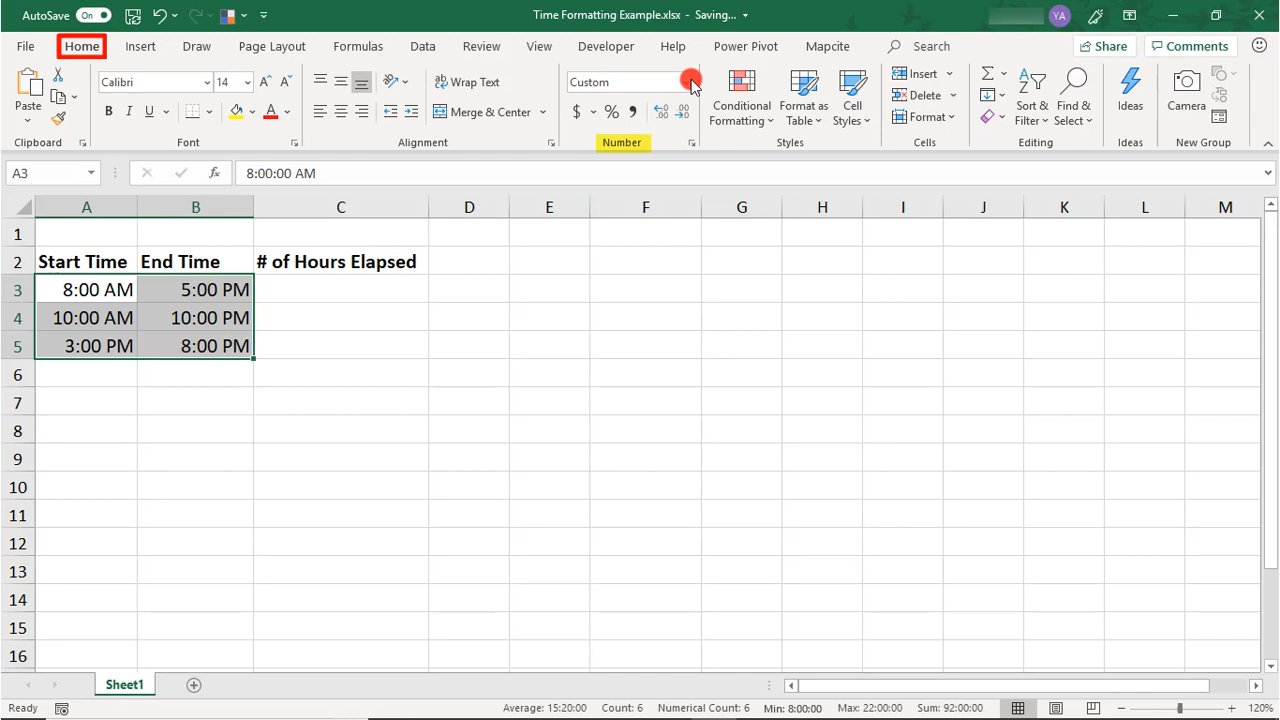 AutoSave On Time Formatting Example.xlsx - Saving... YA
File Home Insert Draw Page Layout Formulas Data Review View Developer Help Power Pivot Mapcite Search Share Comments
Paste Calibri 14 Wrap Text Custom Conditional Formatting Format as Table Cell Styles Insert Sort & Filter Find & Select Ideas Camera
B I U A Merge & Center $ % , Delete
Format
Clipboard Font Alignment Number Styles Cells Editing Ideas New Group
A3 fx 8:00:00 AM
A B C D E F G H I J K L M
1
2 Start Time End Time # of Hours Elapsed
3 8:00 AM 5:00 PM
4 10:00 AM 10:00 PM
5 3:00 PM 8:00 PM
6
7
8
9
10
11
12
13
14
15
16
Sheet1
Ready Average: 15:20:00 Count: 6 Numerical Count: 6 Min: 8:00:00 Max: 22:00:00 Sum: 92:00:00 120%